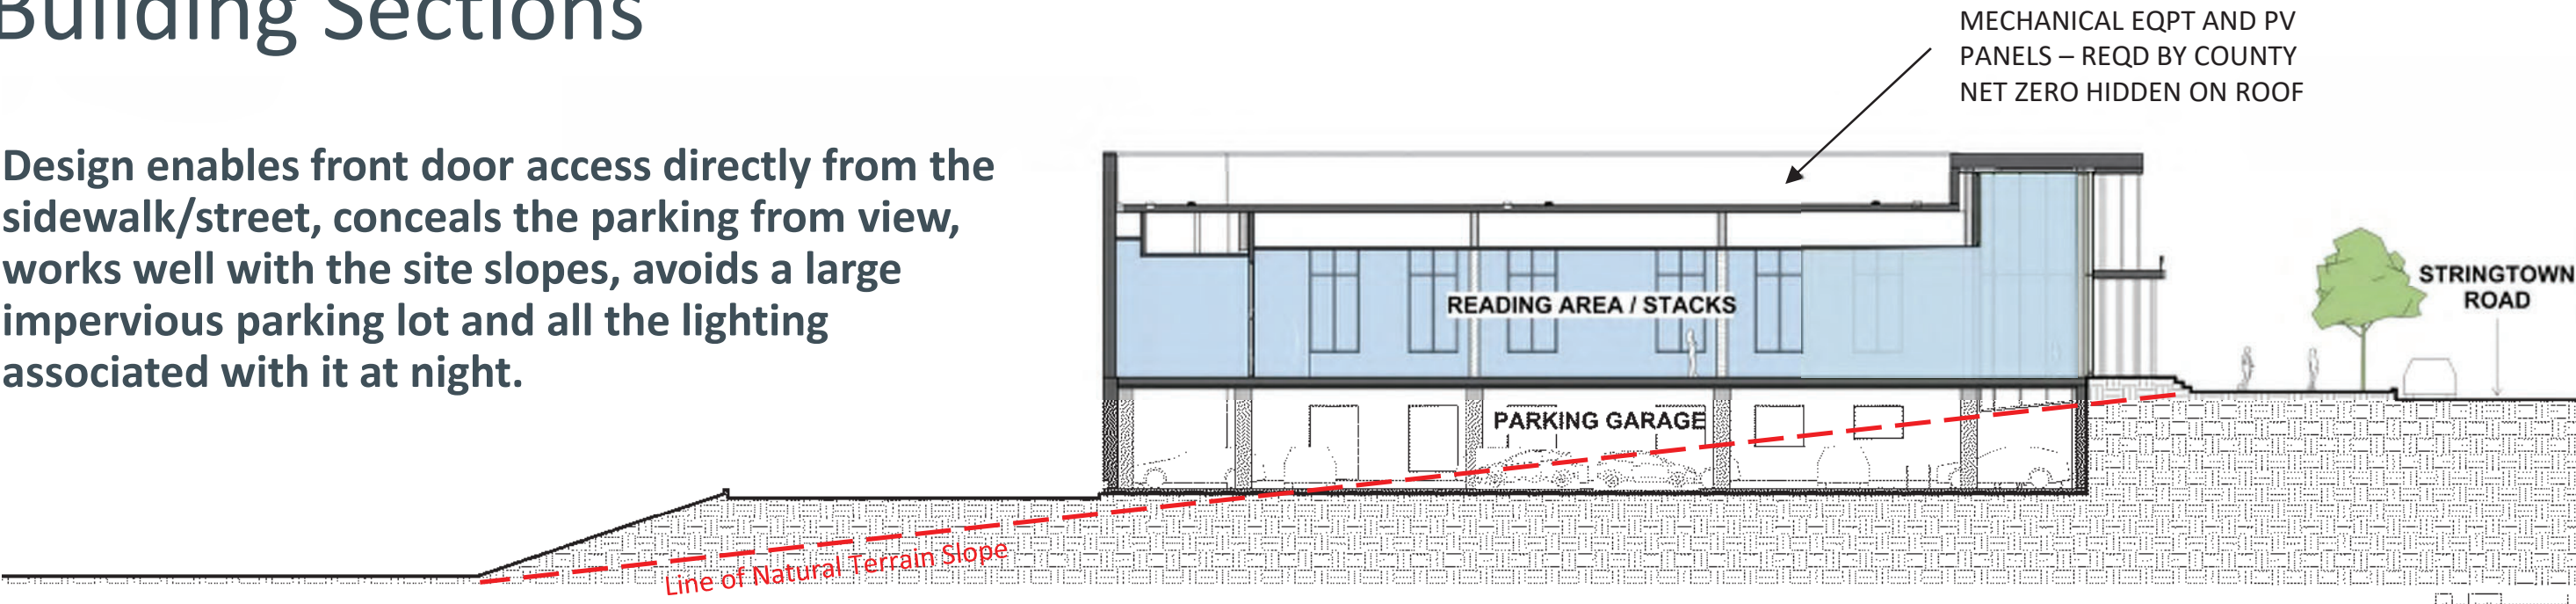 Building Sections
MECHANICAL EQPT AND PV
PANELS – REQD BY COUNTY
NET ZERO HIDDEN ON ROOF
Design enables front door access directly from the
sidewalk/street, conceals the parking from view,
works well with the site slopes, avoids a large
impervious parking lot and all the lighting
associated with it at night.
STRINGTOWN
ROAD
READING AREA / STACKS
PARKING GARAGE
Line of Natural Terrain Slope